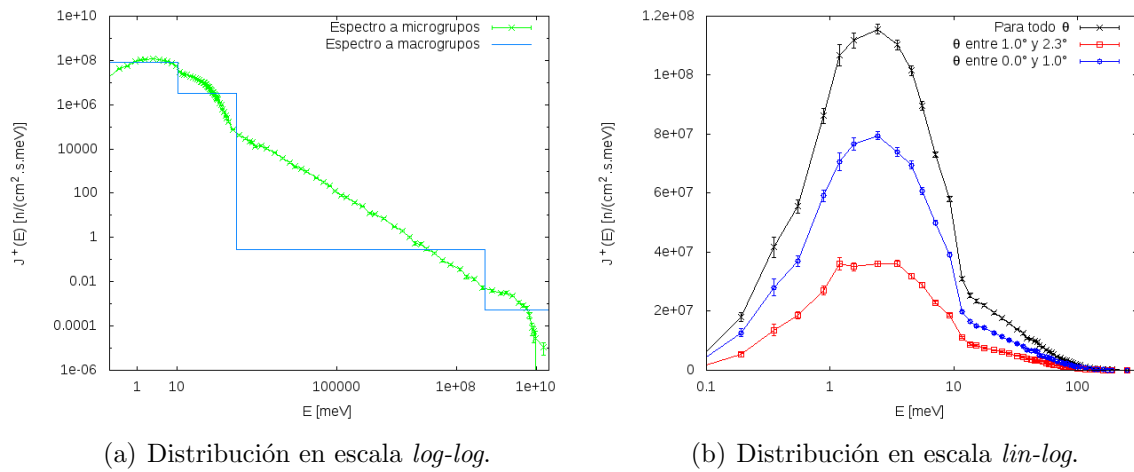 1e+10
1e+08
1e+06
10000
100
1
0.01
0.0001
1e-06
J⁺(E) [n/(cm².s.meV)]
Espectro a microgrupos
Espectro a macrogrupos
1 10 100000 1e+08 1e+10
E [meV]
(a) Distribución en escala log-log.
1.2e+08
1e+08
8e+07
6e+07
4e+07
2e+07
0
J⁺(E) [n/(cm².s.meV)]
Para todo θ
θ entre 1.0° y 2.3°
θ entre 0.0° y 1.0°
0.1 1 10 100
E [meV]
(b) Distribución en escala lin-log.